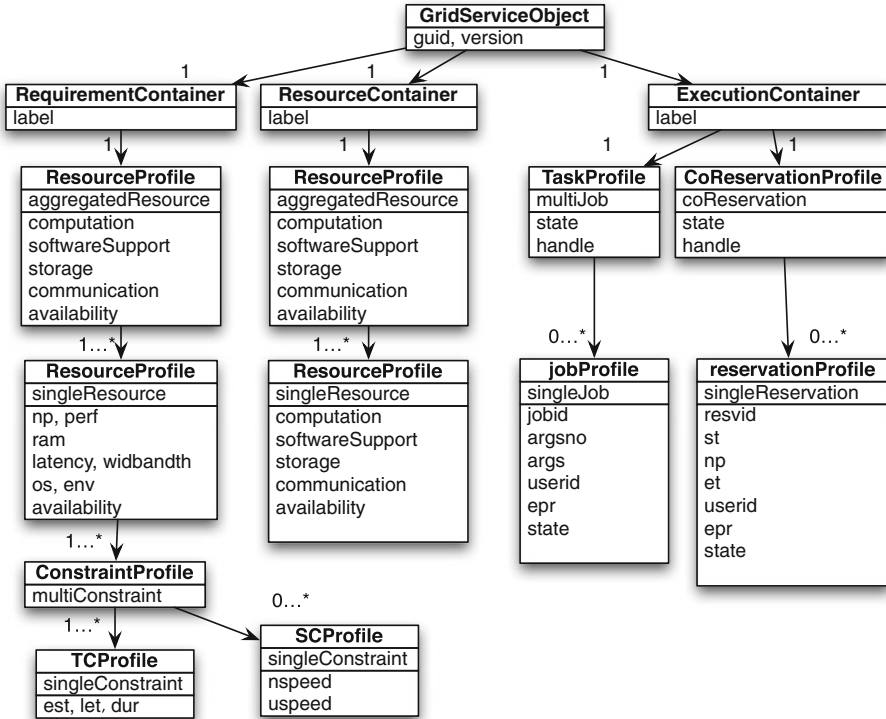 GridServiceObject
guid, version
1
1
1
RequirementContainer
label
ResourceContainer
label
ExecutionContainer
label
1
1
1
1
ResourceProfile
aggregatedResource
computation
softwareSupport
storage
communication
availability
ResourceProfile
aggregatedResource
computation
softwareSupport
storage
communication
availability
TaskProfile
multiJob
state
handle
CoReservationProfile
coReservation
state
handle
1...*
1...*
0...*
0...*
ResourceProfile
singleResource
np, perf
ram
latency, widbandth
os, env
availability
ResourceProfile
singleResource
computation
softwareSupport
storage
communication
availability
jobProfile
singleJob
jobid
argsno
args
userid
epr
state
reservationProfile
singleReservation
resvid
st
np
et
userid
epr
state
1...*
ConstraintProfile
multiConstraint
1...*
0...*
TCProfile
singleConstraint
est, let, dur
SCProfile
singleConstraint
nspeed
uspeed